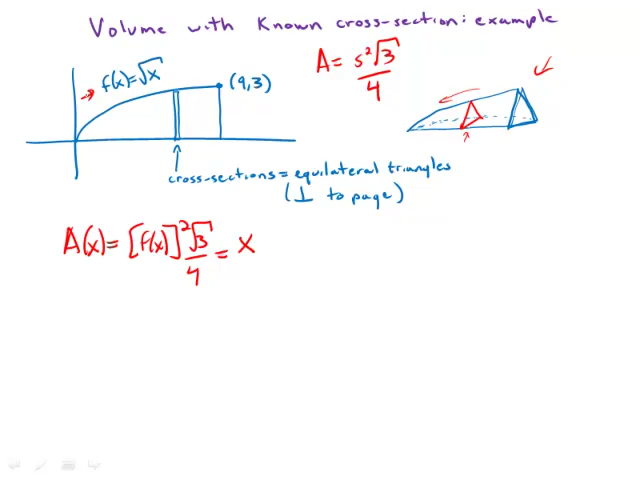 Volume with Known cross-section: example
f(x)=√x
(9,3)
A = s²√3/4
cross-sections = equilateral triangles
(⊥ to page)
A(x) = [f(x)]²√3/4 = x